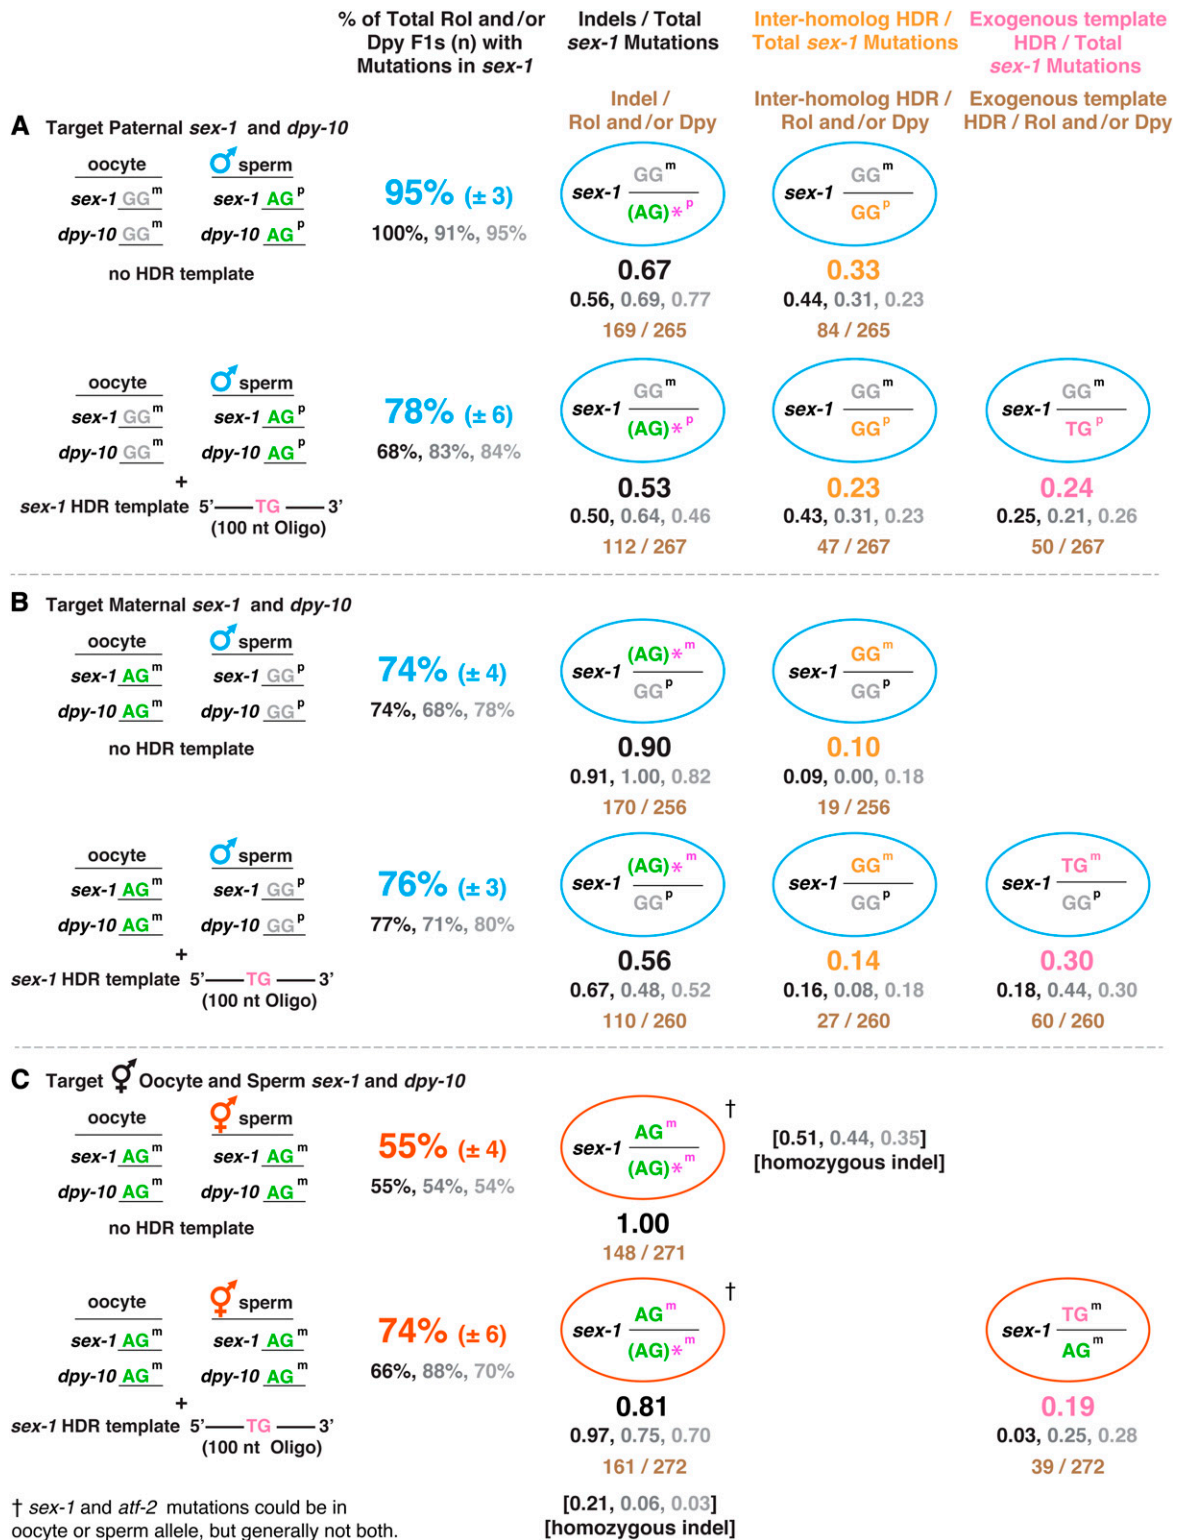 % of Total Rol and/or Dpy F1s (n) with Mutations in sex-1
Indels / Total sex-1 Mutations
Inter-homolog HDR / Total sex-1 Mutations
Exogenous template HDR / Total sex-1 Mutations
Indel / Rol and/or Dpy
Inter-homolog HDR / Rol and/or Dpy
Exogenous template HDR / Rol and/or Dpy
A Target Paternal sex-1 and dpy-10
oocyte ♂ sperm
sex-1 GG m sex-1 AG p
dpy-10 GG m dpy-10 AG p
no HDR template
95% (± 3)
100%, 91%, 95%
sex-1 GG m (AG)* p
0.67
0.56, 0.69, 0.77
169 / 265
sex-1 GG m GG p
0.33
0.44, 0.31, 0.23
84 / 265
oocyte ♂ sperm
sex-1 GG m sex-1 AG p
dpy-10 GG m dpy-10 AG p
+
sex-1 HDR template 5' TG 3'
(100 nt Oligo)
78% (± 6)
68%, 83%, 84%
sex-1 GG m (AG)* p
0.53
0.50, 0.64, 0.46
112 / 267
sex-1 GG m GG p
0.23
0.43, 0.31, 0.23
47 / 267
sex-1 GG m TG p
0.24
0.25, 0.21, 0.26
50 / 267
B Target Maternal sex-1 and dpy-10
oocyte ♂ sperm
sex-1 AG m sex-1 GG p
dpy-10 AG m dpy-10 GG p
no HDR template
74% (± 4)
74%, 68%, 78%
sex-1 (AG)* m GG p
0.90
0.91, 1.00, 0.82
170 / 256
sex-1 GG m GG p
0.10
0.09, 0.00, 0.18
19 / 256
oocyte ♂ sperm
sex-1 AG m sex-1 GG p
dpy-10 AG m dpy-10 GG p
+
sex-1 HDR template 5' TG 3'
(100 nt Oligo)
76% (± 3)
77%, 71%, 80%
sex-1 (AG)* m GG p
0.56
0.67, 0.48, 0.52
110 / 260
sex-1 GG m GG p
0.14
0.16, 0.08, 0.18
27 / 260
sex-1 TG m GG p
0.30
0.18, 0.44, 0.30
60 / 260
C Target ⚥ Oocyte and Sperm sex-1 and dpy-10
oocyte ⚥ sperm
sex-1 AG m sex-1 AG m
dpy-10 AG m dpy-10 AG m
no HDR template
55% (± 4)
55%, 54%, 54%
sex-1 AG m (AG)* m †
1.00
148 / 271
[0.51, 0.44, 0.35]
[homozygous indel]
oocyte ⚥ sperm
sex-1 AG m sex-1 AG m
dpy-10 AG m dpy-10 AG m
+
sex-1 HDR template 5' TG 3'
(100 nt Oligo)
74% (± 6)
66%, 88%, 70%
sex-1 AG m (AG)* m †
0.81
0.97, 0.75, 0.70
161 / 272
[0.21, 0.06, 0.03]
[homozygous indel]
sex-1 TG m AG m
0.19
0.03, 0.25, 0.28
39 / 272
† sex-1 and atf-2 mutations could be in
oocyte or sperm allele, but generally not both.